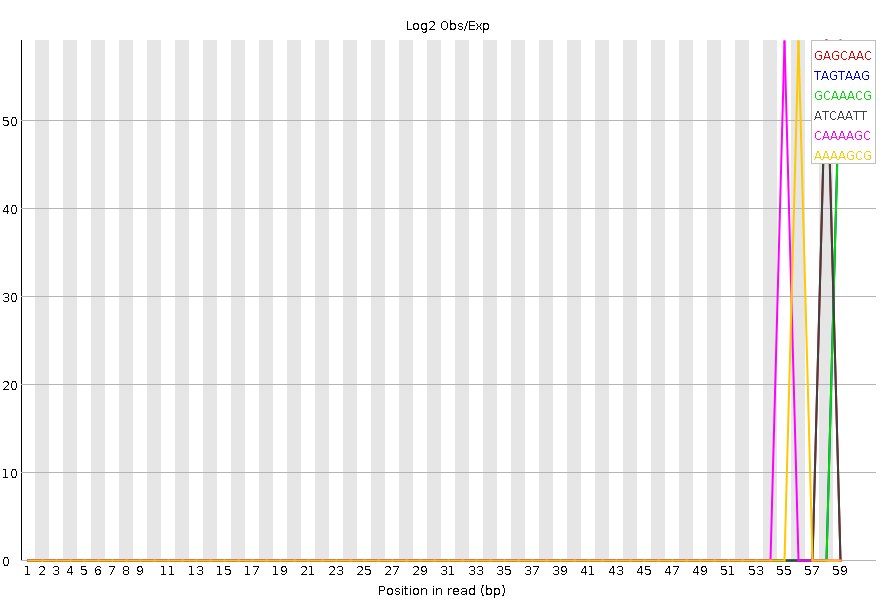 Log2 Obs/Exp
GAGCAAC
TAGTAAG
GCAAACG
ATCAATT
CAAAAGC
AAAAGCG
50
40
30
20
10
0
1 2 3 4 5 6 7 8 9 11 13 15 17 19 21 23 25 27 29 31 33 35 37 39 41 43 45 47 49 51 53 55 57 59
Position in read (bp)